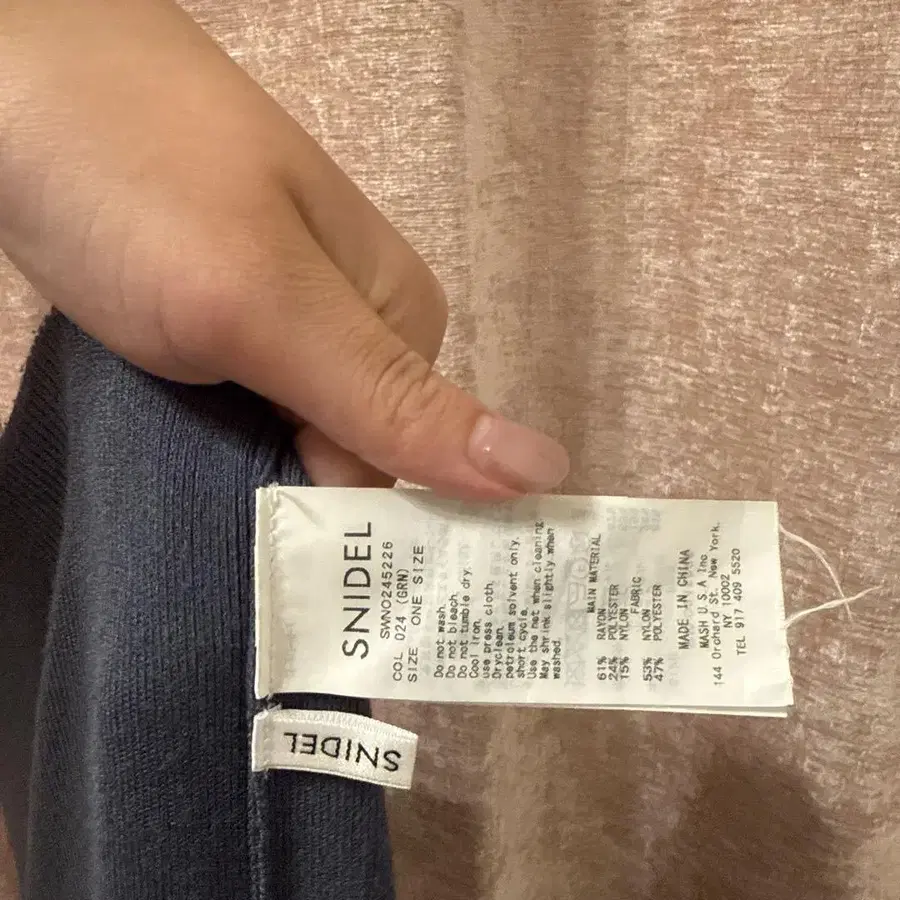 SNIDEL
SWNO245226
COL 024 (GRN)
SIZE ONE SIZE
Do not wash.
Do not bleach.
Do not tumble dry.
Cool iron.
use press cloth.
Dryclean.
petroleum solvent only.
short cycle.
Use the net when cleaning
May shrink slightly when
washed.
MAIN MATERIAL
61% RAYON
24% POLYESTER
15% NYLON
FABRIC
53% NYLON
47% POLYESTER
MADE IN CHINA
MASH U.S.A Inc
144 Orchard St. New York.
NY 10002
TEL 917 409 5520
SNIDEL